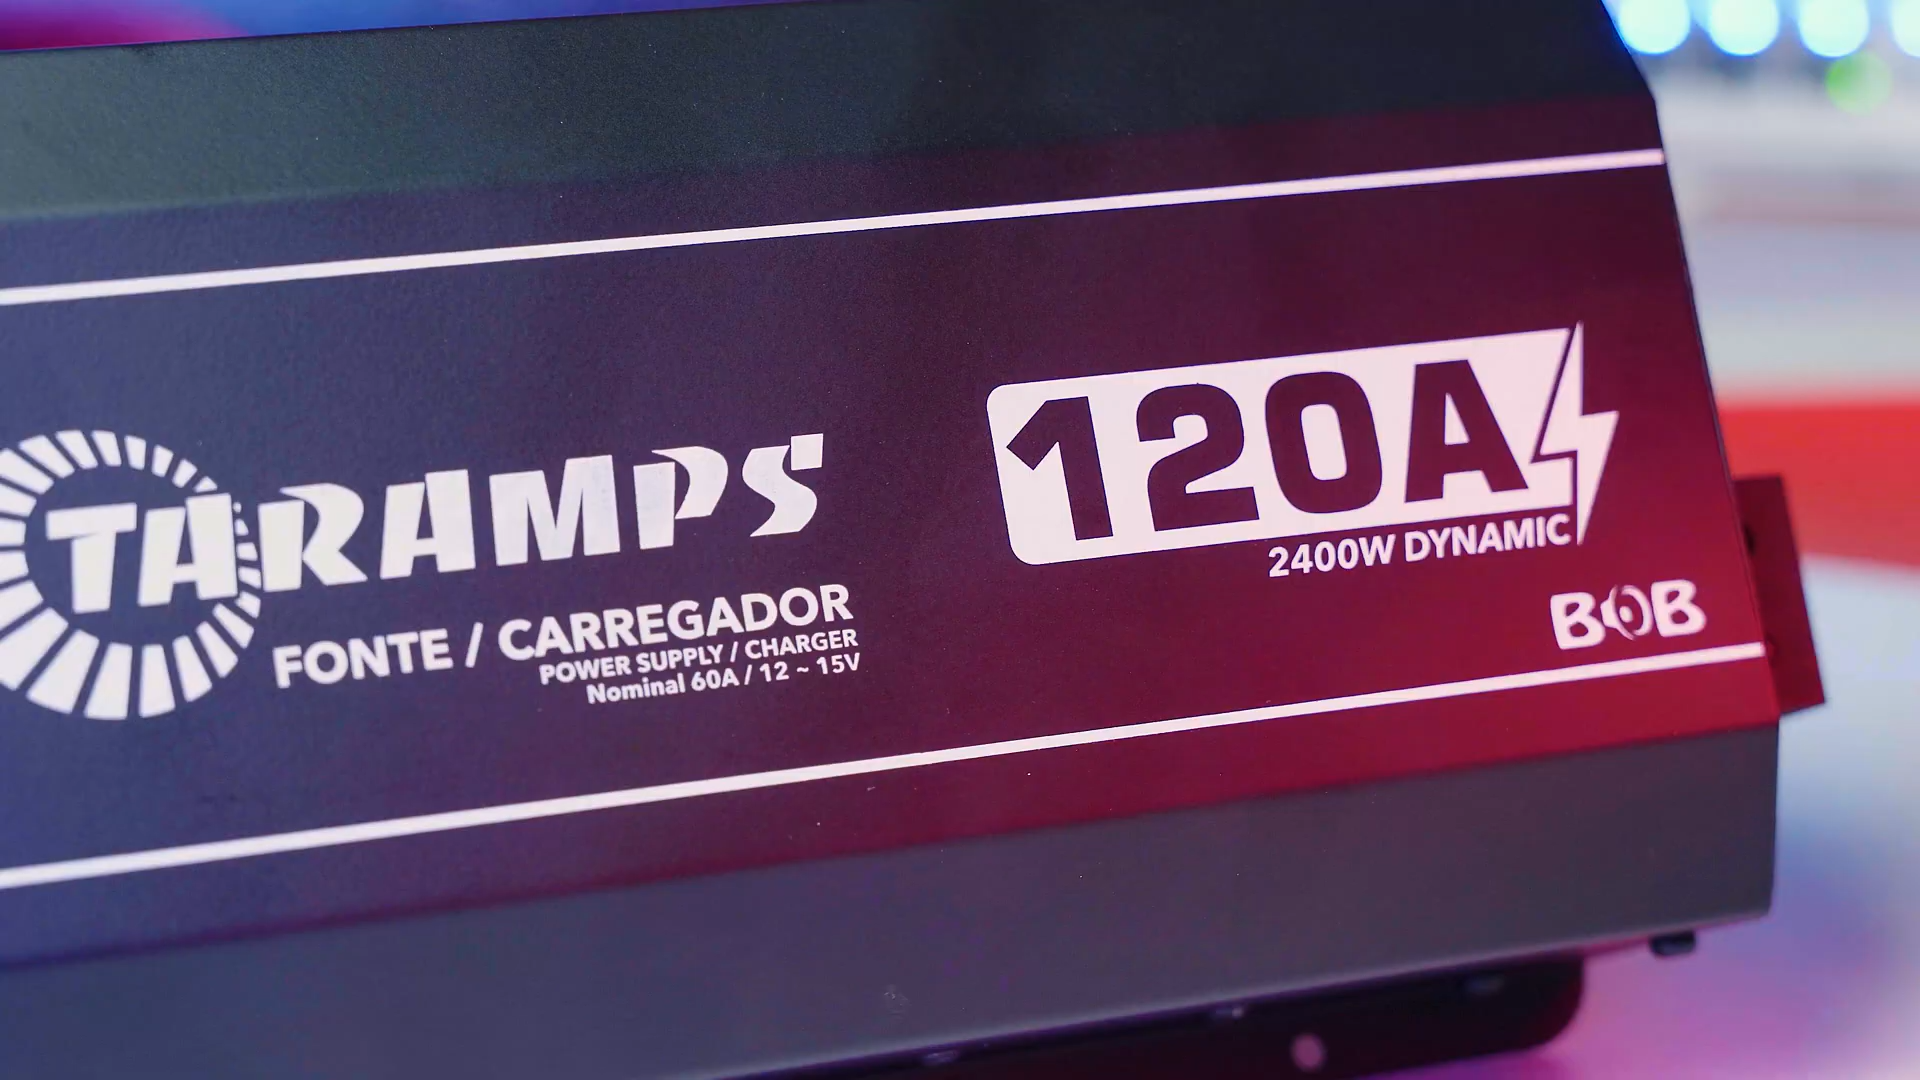 TARAMPS
FONTE / CARREGADOR
POWER SUPPLY / CHARGER
Nominal 60A / 12 ~ 15V
120A
2400W DYNAMIC
BOB